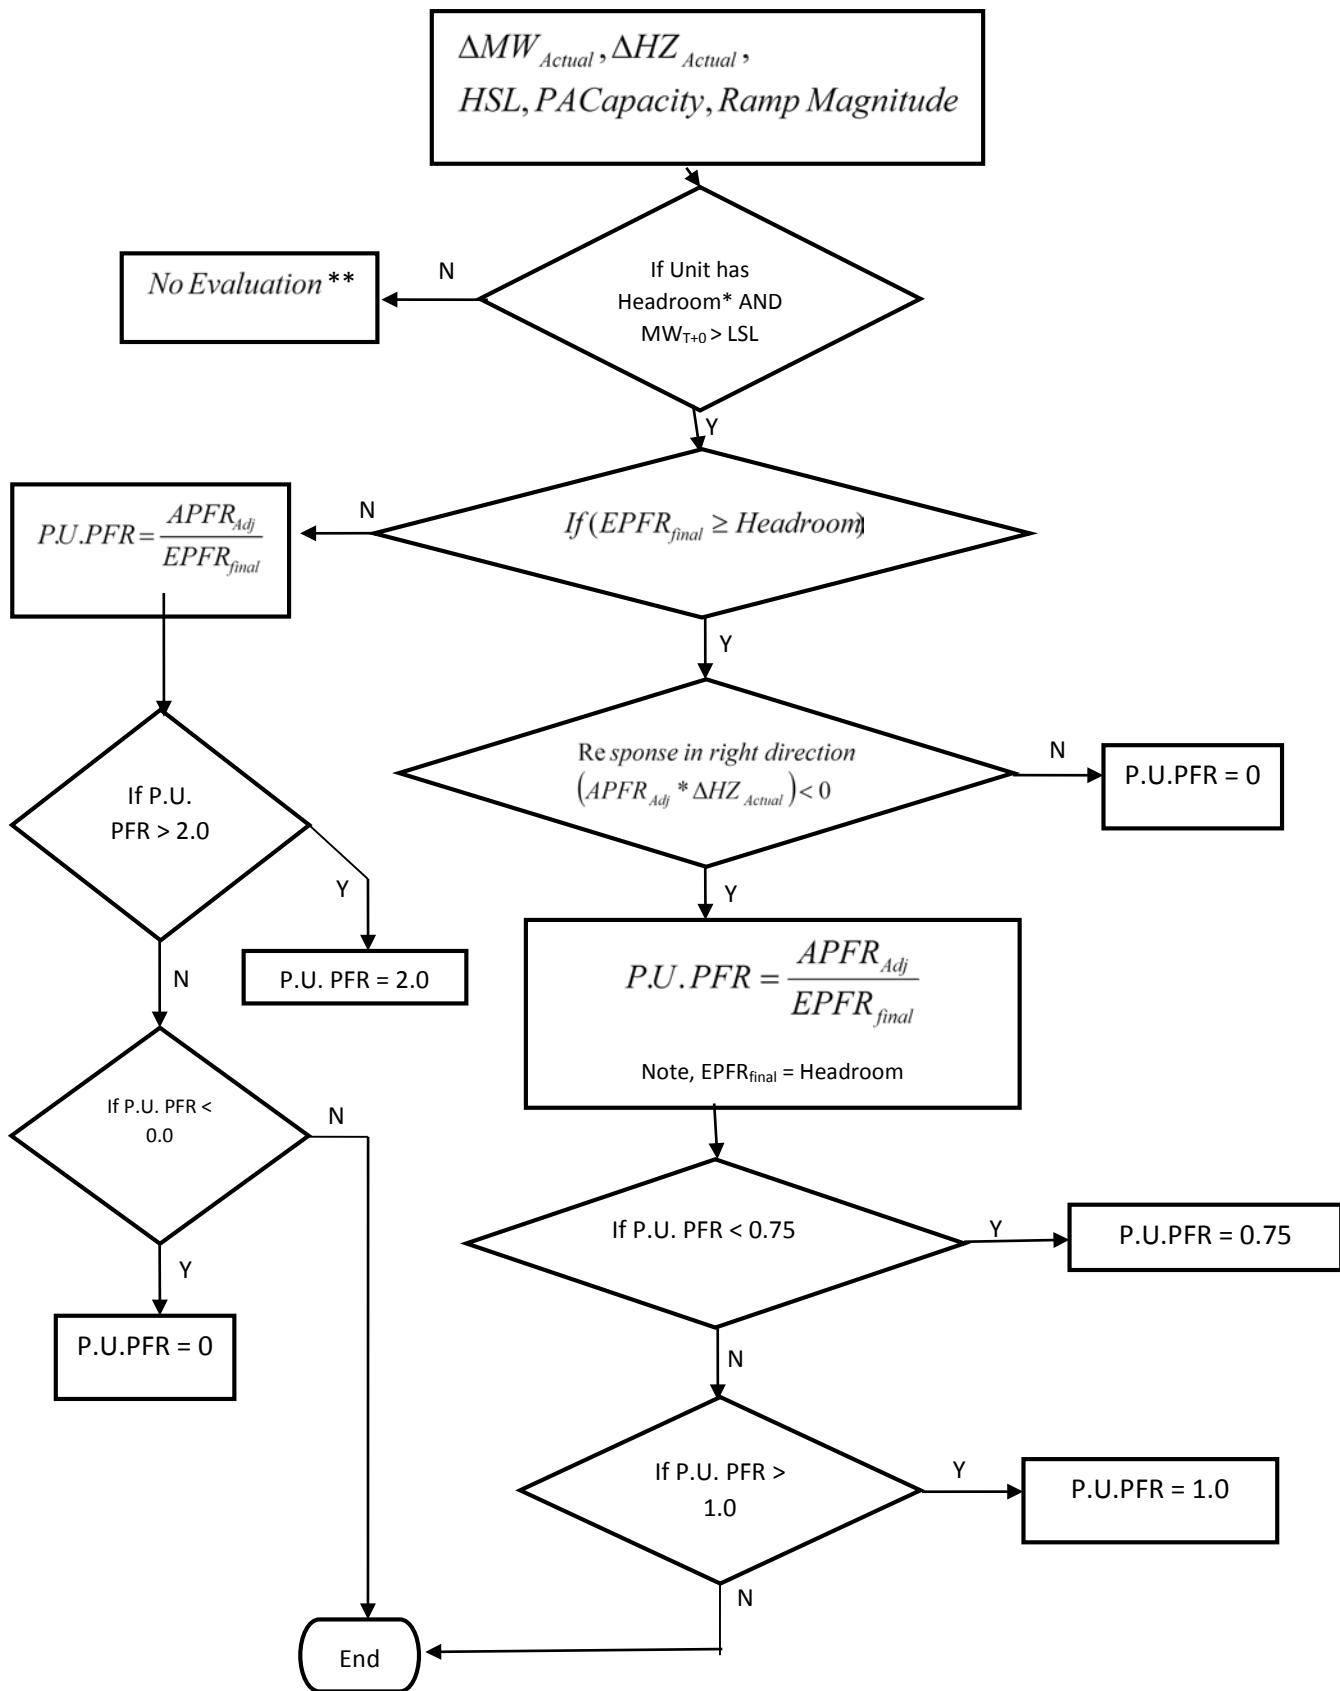 ΔMW_Actual, ΔHZ_Actual,
HSL, PACapacity, Ramp Magnitude
If Unit has
Headroom* AND
MW_T+0 > LSL
N
No Evaluation **
Y
If (EPFR_final ≥ Headroom)
N
P.U.PFR = APFR_Adj / EPFR_final
Y
Re sponse in right direction
(APFR_Adj * ΔHZ_Actual) < 0
N
P.U.PFR = 0
If P.U.
PFR > 2.0
Y
P.U. PFR = 2.0
N
Y
P.U.PFR = APFR_Adj / EPFR_final
Note, EPFR_final = Headroom
If P.U. PFR <
0.0
N
Y
P.U.PFR = 0
If P.U. PFR < 0.75
Y
P.U.PFR = 0.75
N
If P.U. PFR >
1.0
Y
P.U.PFR = 1.0
N
End